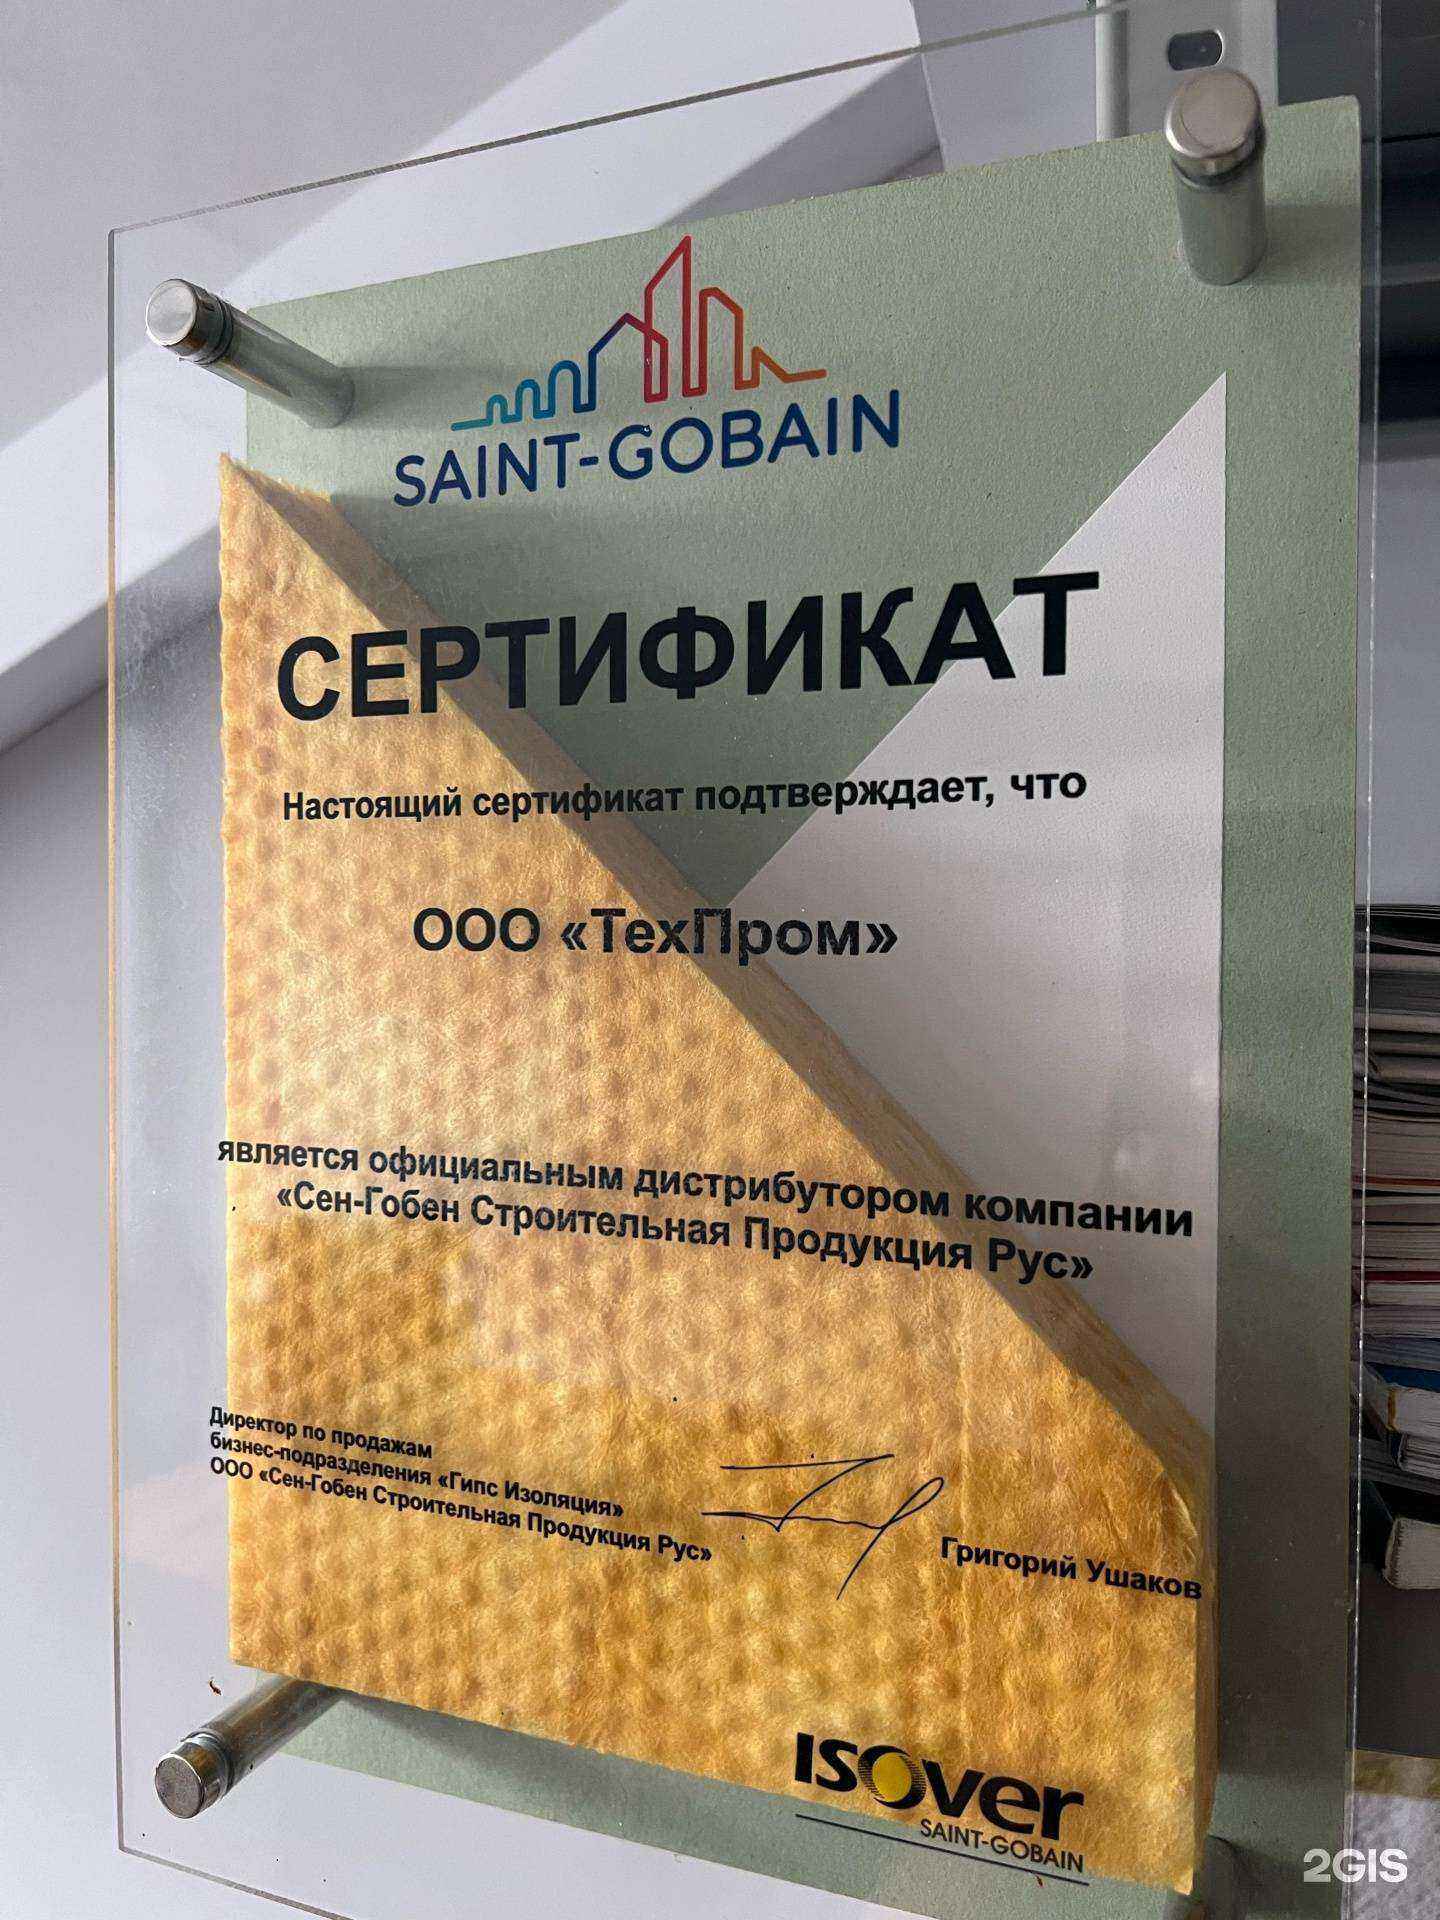 SAINT-GOBAIN
СЕРТИФИКАТ
Настоящий сертификат подтверждает, что
ООО «ТехПром»
является официальным дистрибутором компании
«Сен-Гобен Строительная Продукция Рус»
Директор по продажам
бизнес-подразделения «Гипс Изоляция»
ООО «Сен-Гобен Строительная Продукция Рус»
Григорий Ушаков
ISOVER
SAINT-GOBAIN
2GIS